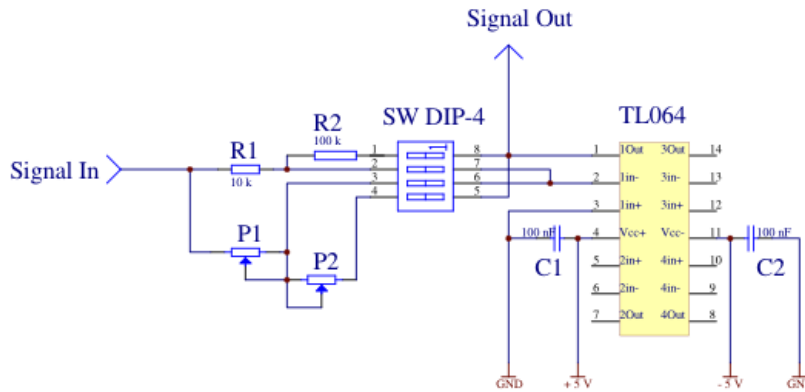 Signal Out
SW DIP-4
TL064
R2
100 k
R1
10 k
Signal In
1
2
3
4
1
8
7
6
5
P1
P2
1 1Out 3Out 14
2 1in- 3in- 13
3 1in+ 3in+ 12
4 Vcc+ Vcc- 11
5 2in+ 4in+ 10
6 2in- 4in- 9
7 2Out 4Out 8
100 nF
C1
100 nF
C2
GND
+ 5 V
- 5 V
GN